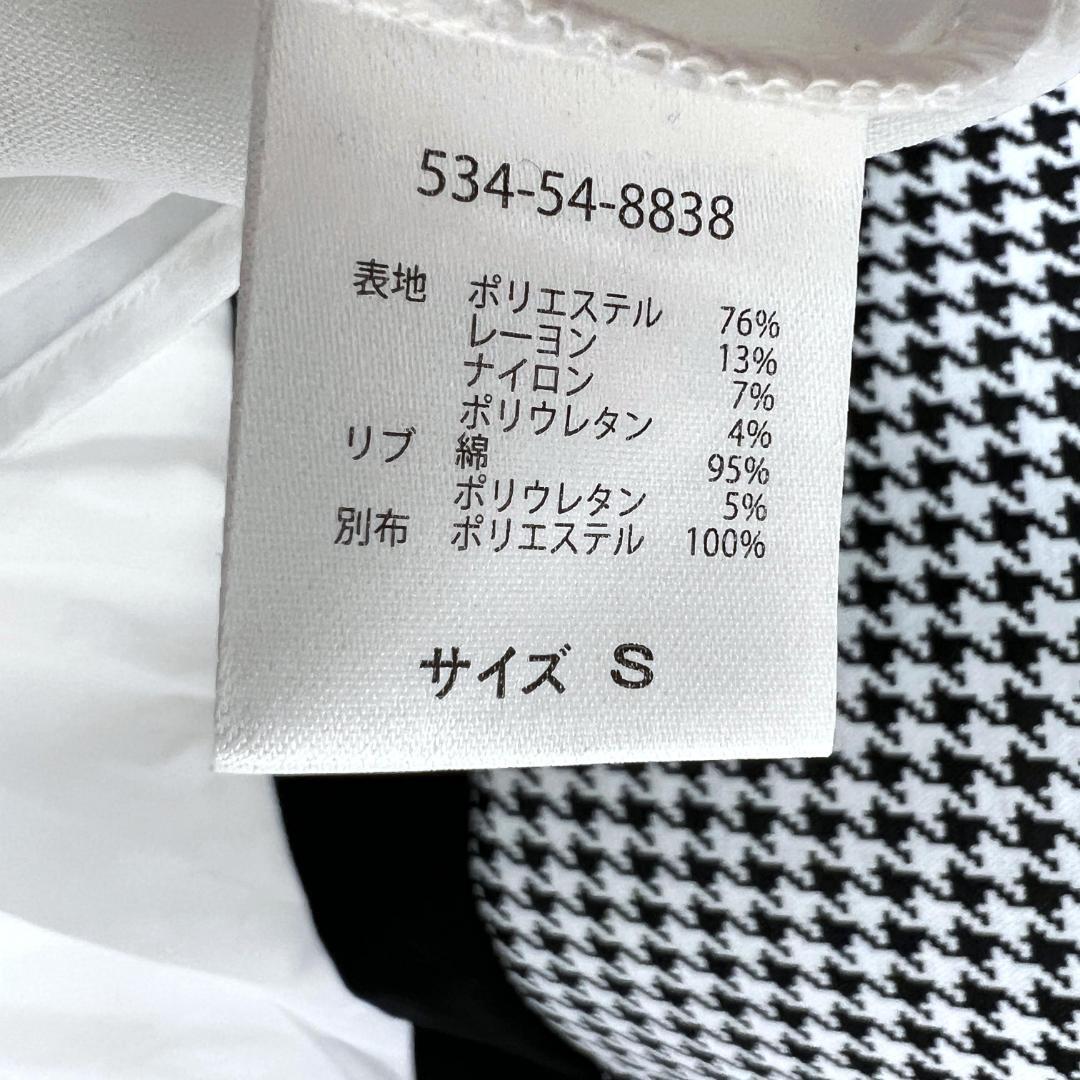 534-54-8838
表地 ポリエステル 76%
レーヨン 13%
ナイロン 7%
ポリウレタン 4%
リブ 綿 95%
ポリウレタン 5%
別布 ポリエステル 100%
サイズ S